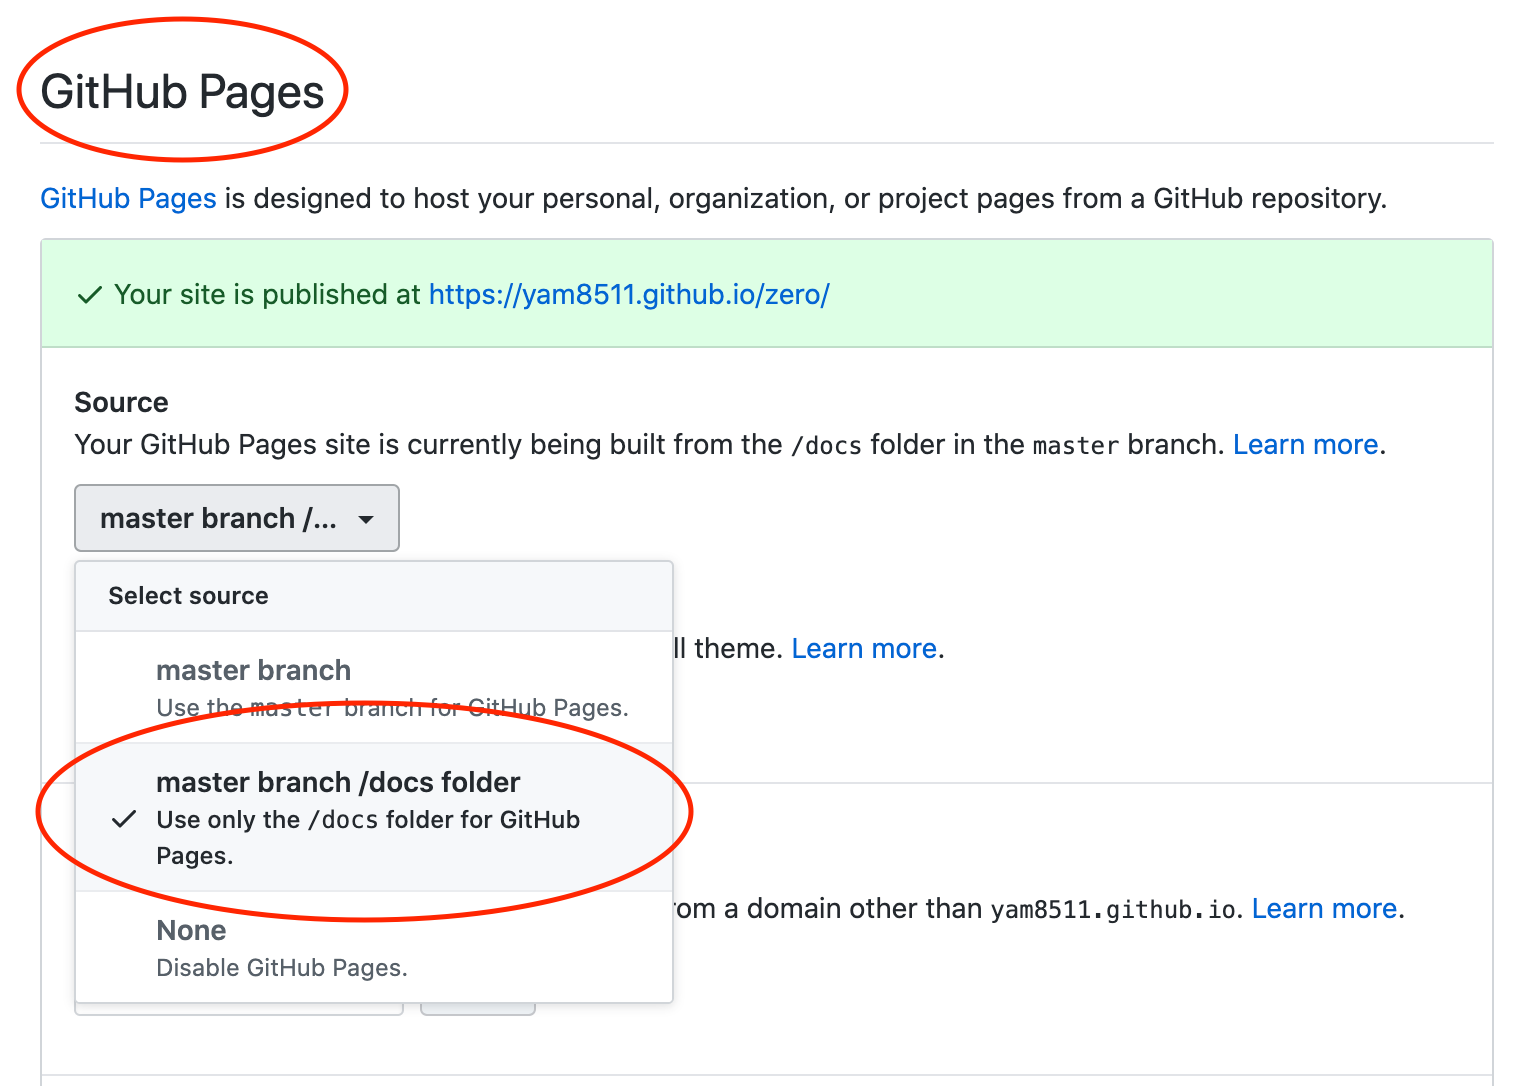 GitHub Pages
GitHub Pages is designed to host your personal, organization, or project pages from a GitHub repository.
Your site is published at https://yam8511.github.io/zero/
Source
Your GitHub Pages site is currently being built from the /docs folder in the master branch. Learn more.
master branch /...
Select source
master branch
Use the master branch for GitHub Pages.
ll theme. Learn more.
master branch /docs folder
Use only the /docs folder for GitHub
Pages.
om a domain other than yam8511.github.io. Learn more.
None
Disable GitHub Pages.